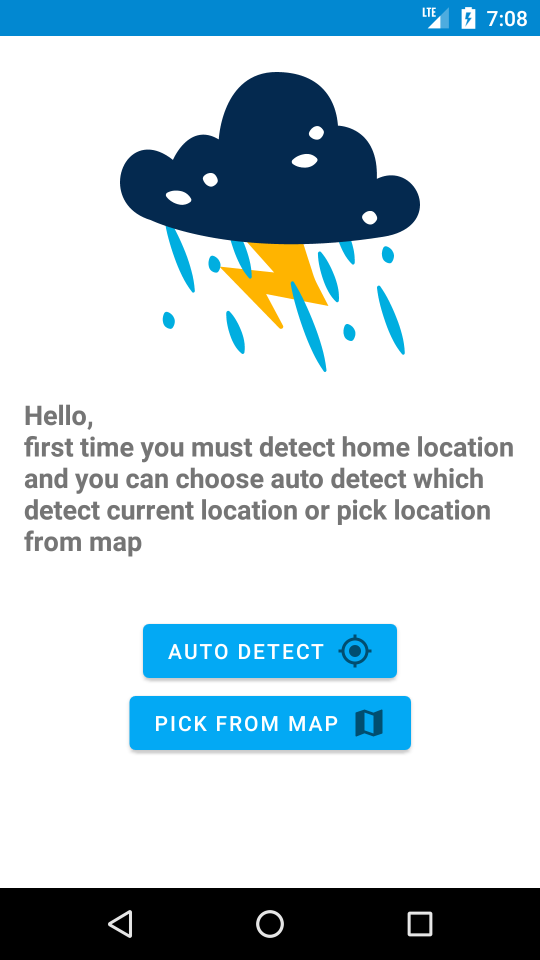 LTE 7:08
Hello,
first time you must detect home location
and you can choose auto detect which
detect current location or pick location
from map
AUTO DETECT
PICK FROM MAP